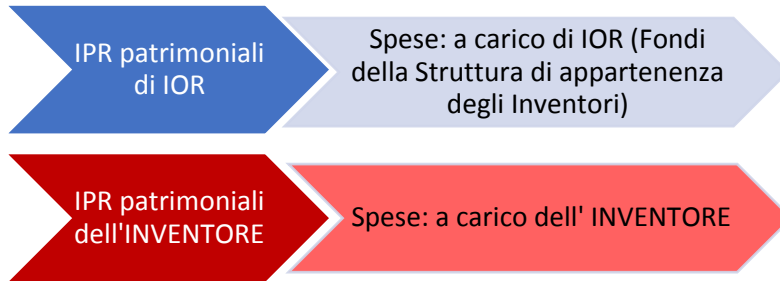 IPR patrimoniali
di IOR
Spese: a carico di IOR (Fondi
della Struttura di appartenenza
degli Inventori)
IPR patrimoniali
dell'INVENTORE
Spese: a carico dell' INVENTORE